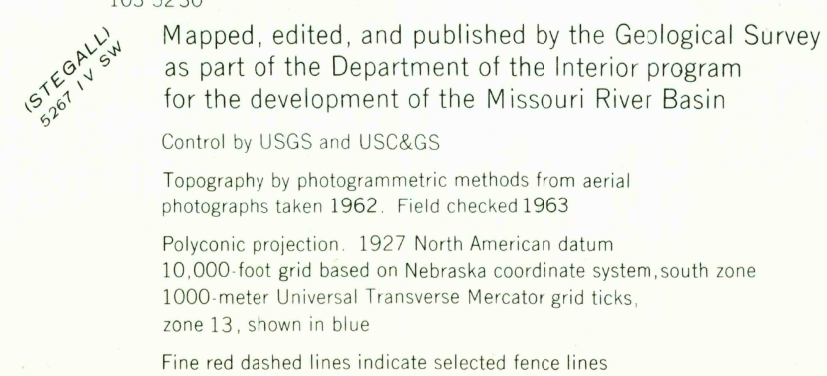 (STEGALL)
5267 IV SW
Mapped, edited, and published by the Geological Survey
as part of the Department of the Interior program
for the development of the Missouri River Basin
Control by USGS and USC&GS
Topography by photogrammetric methods from aerial
photographs taken 1962. Field checked 1963
Polyconic projection. 1927 North American datum
10,000-foot grid based on Nebraska coordinate system, south zone
1000-meter Universal Transverse Mercator grid ticks,
zone 13, shown in blue
Fine red dashed lines indicate selected fence lines